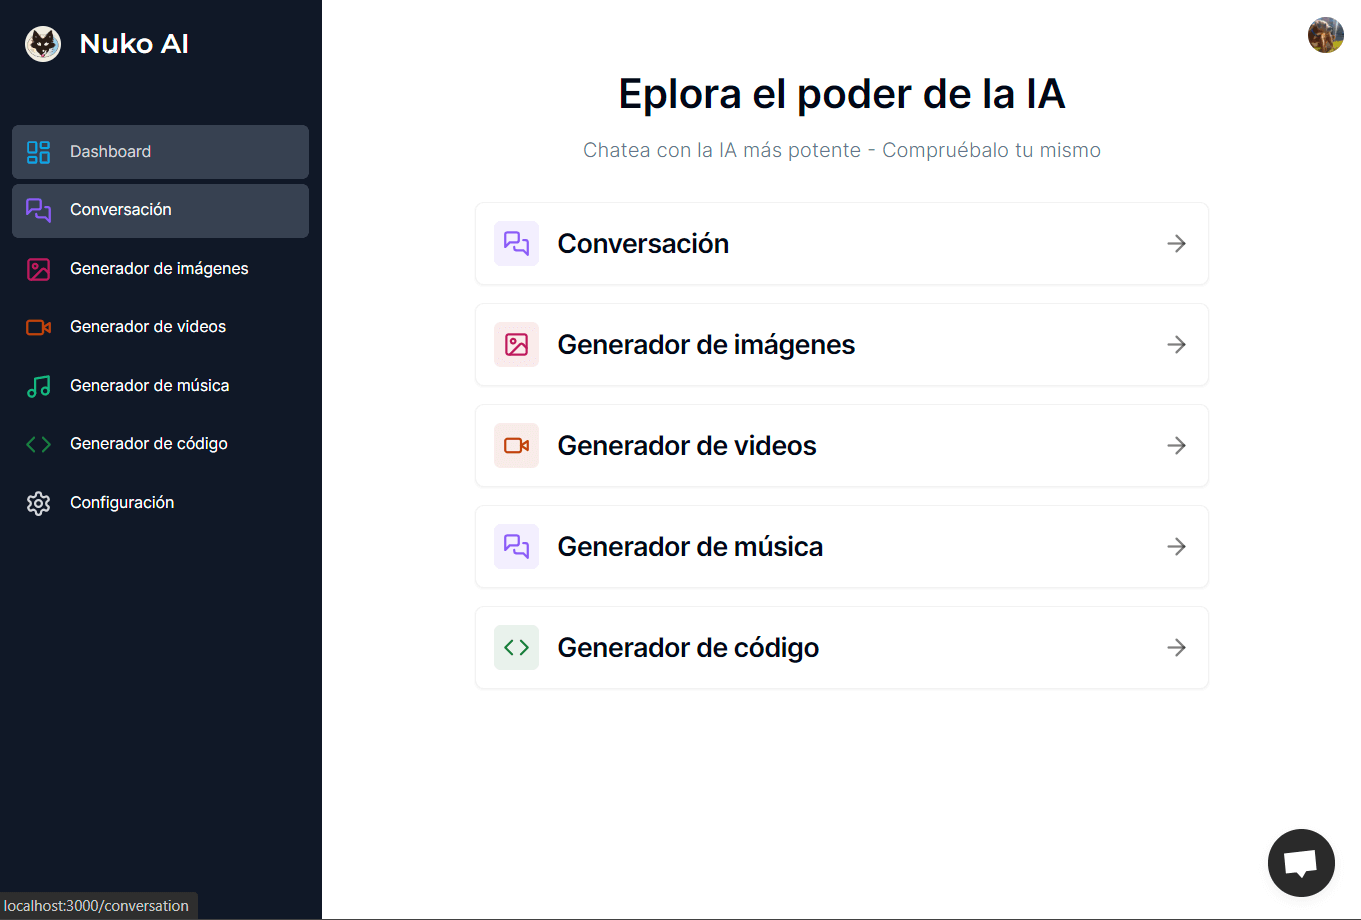 Nuko AI
Dashboard
Conversación
Generador de imágenes
Generador de videos
Generador de música
Generador de código
Configuración
Eplora el poder de la IA
Chatea con la IA más potente - Compruébalo tu mismo
Conversación
Generador de imágenes
Generador de videos
Generador de música
Generador de código
localhost:3000/conversation